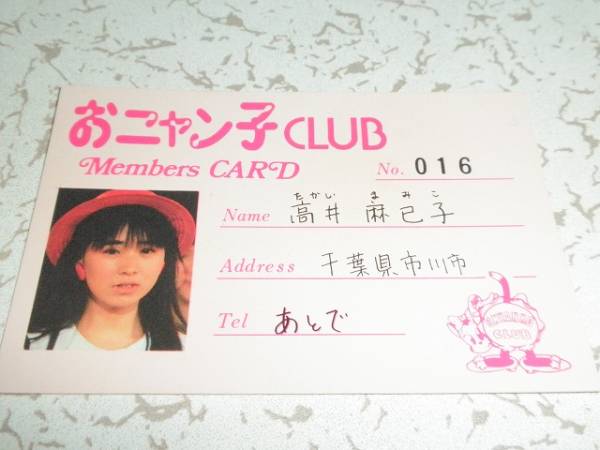 おニャン子CLUB
Members CARD
No. 016
たかい まみこ
Name 高井麻巳子
Address 千葉県市川市
Tel あとで
CLUB